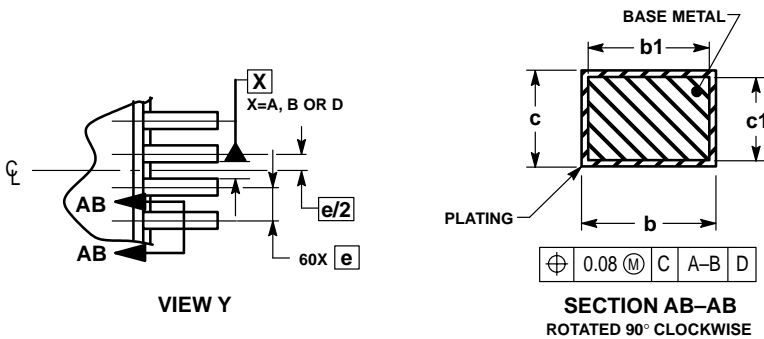 X
X=A, B OR D
℄
AB
AB
e/2
60X e
VIEW Y
BASE METAL
b1
c
c1
PLATING
b
⌖ 0.08 Ⓜ C A–B D
SECTION AB–AB
ROTATED 90° CLOCKWISE